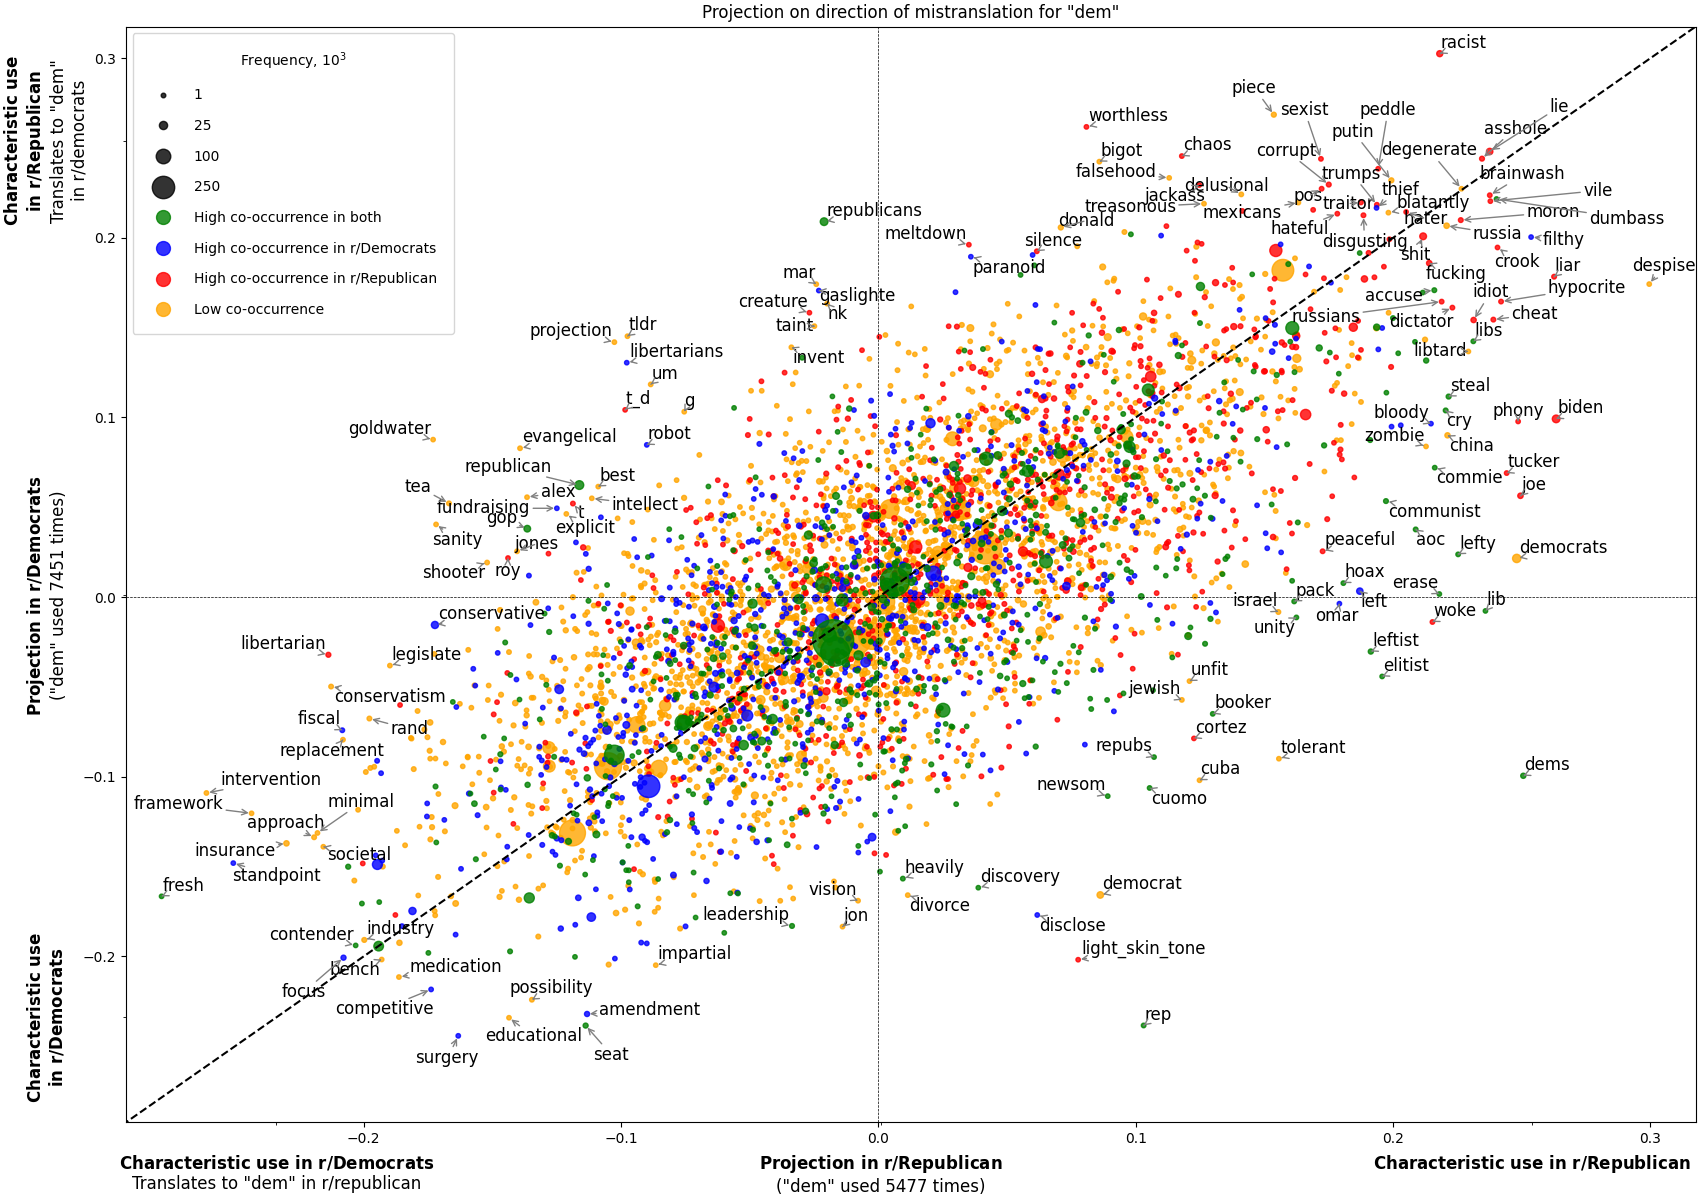 Projection on direction of mistranslation for "dem"
Characteristic use
in r/Republican
Translates to "dem"
in r/democrats
Projection in r/Democrats
("dem" used 7451 times)
Characteristic use
in r/Democrats
0.3
0.2
0.1
0.0
−0.1
−0.2
Frequency, 10³
1
25
100
250
High co-occurrence in both
High co-occurrence in r/Democrats
High co-occurrence in r/Republican
Low co-occurrence
racist
piece
sexist
peddle
lie
worthless
putin
asshole
chaos
bigot
corrupt
degenerate
falsehood
trumps
brainwash
jackass
delusional
pos
thief
vile
treasonous
mexicans
traitor
blatantly
republicans
donald
hater
moron
dumbass
meltdown
silence
hateful
disgusting
russia
filthy
paranoid
shit
crook
mar
fucking
liar
despise
creature
gaslighte
accuse
idiot
hypocrite
nk
taint
russians
dictator
cheat
projection
tldr
libs
libertarians
invent
libtard
um
steal
t_d
g
bloody
cry
phony
biden
goldwater
evangelical
robot
zombie
china
republican
best
tucker
tea
alex
commie
joe
fundraising
t
intellect
gop
explicit
communist
sanity
jones
peaceful
aoc
lefty
democrats
shooter
roy
hoax
pack
erase
israel
left
lib
conservative
omar
woke
unity
libertarian
legislate
leftist
elitist
unfit
conservatism
jewish
booker
fiscal
rand
cortez
replacement
repubs
tolerant
intervention
cuba
dems
framework
minimal
newsom
cuomo
approach
insurance
societal
standpoint
heavily
discovery
fresh
vision
democrat
divorce
leadership
jon
contender
industry
disclose
bench
medication
impartial
light_skin_tone
focus
competitive
possibility
amendment
rep
educational
seat
surgery
−0.2
−0.1
0.0
0.1
0.2
0.3
Characteristic use in r/Democrats
Translates to "dem" in r/republican
Projection in r/Republican
("dem" used 5477 times)
Characteristic use in r/Republican